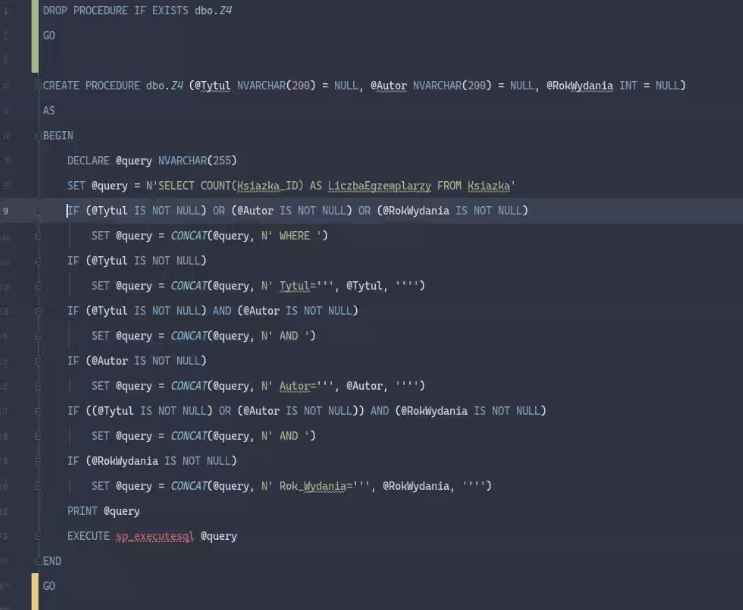 DROP PROCEDURE IF EXISTS dbo.Z4
GO
CREATE PROCEDURE dbo.Z4 (@Tytul NVARCHAR(200) = NULL, @Autor NVARCHAR(200) = NULL, @RokWydania INT = NULL)
AS
BEGIN
DECLARE @query NVARCHAR(255)
SET @query = N'SELECT COUNT(Ksiazka_ID) AS LiczbaEgzemplarzy FROM Ksiazka'
9 IF (@Tytul IS NOT NULL) OR (@Autor IS NOT NULL) OR (@RokWydania IS NOT NULL)
SET @query = CONCAT(@query, N' WHERE ')
IF (@Tytul IS NOT NULL)
SET @query = CONCAT(@query, N' Tytul=''', @Tytul, '''')
IF (@Tytul IS NOT NULL) AND (@Autor IS NOT NULL)
SET @query = CONCAT(@query, N' AND ')
IF (@Autor IS NOT NULL)
SET @query = CONCAT(@query, N' Autor=''', @Autor, '''')
IF ((@Tytul IS NOT NULL) OR (@Autor IS NOT NULL)) AND (@RokWydania IS NOT NULL)
SET @query = CONCAT(@query, N' AND ')
IF (@RokWydania IS NOT NULL)
SET @query = CONCAT(@query, N' Rok_Wydania=''', @RokWydania, '''')
PRINT @query
EXECUTE sp_executesql @query
END
GO